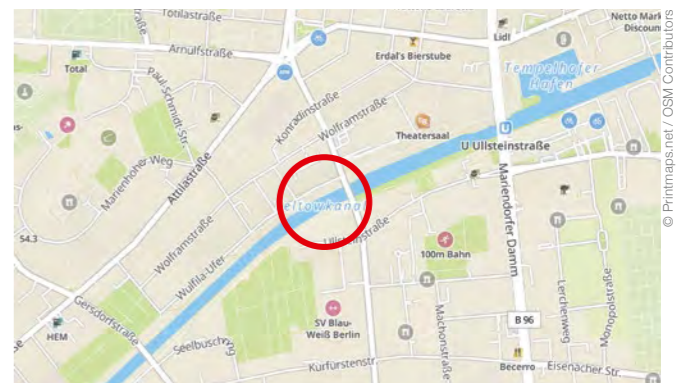 Totilastraße
Netto Mark
Discoun
Lidl
Arnulfstraße
Erdal's Bierstube
Total
Tempelhofer
Hafen
Paul-Schmidt-Str.
Konradinstraße
Wolframstraße
Theatersaal
U Ullsteinstraße
Marienhöher Weg
Attilastraße
eltowkana
54.3
Wolframstraße
Ullsteinstraße
Mariendorfer Damm
100m Bahn
Wulfila-Ufer
Gersdorfstraße
Lerchenweg
Monopolstraße
Machonstraße
HEM
SV Blau-
Weiß Berlin
B 96
Seelbuschrg
Kurfürstenstr.
Becerro
Eisenacher Str.
© Printmaps.net / OSM Contributors